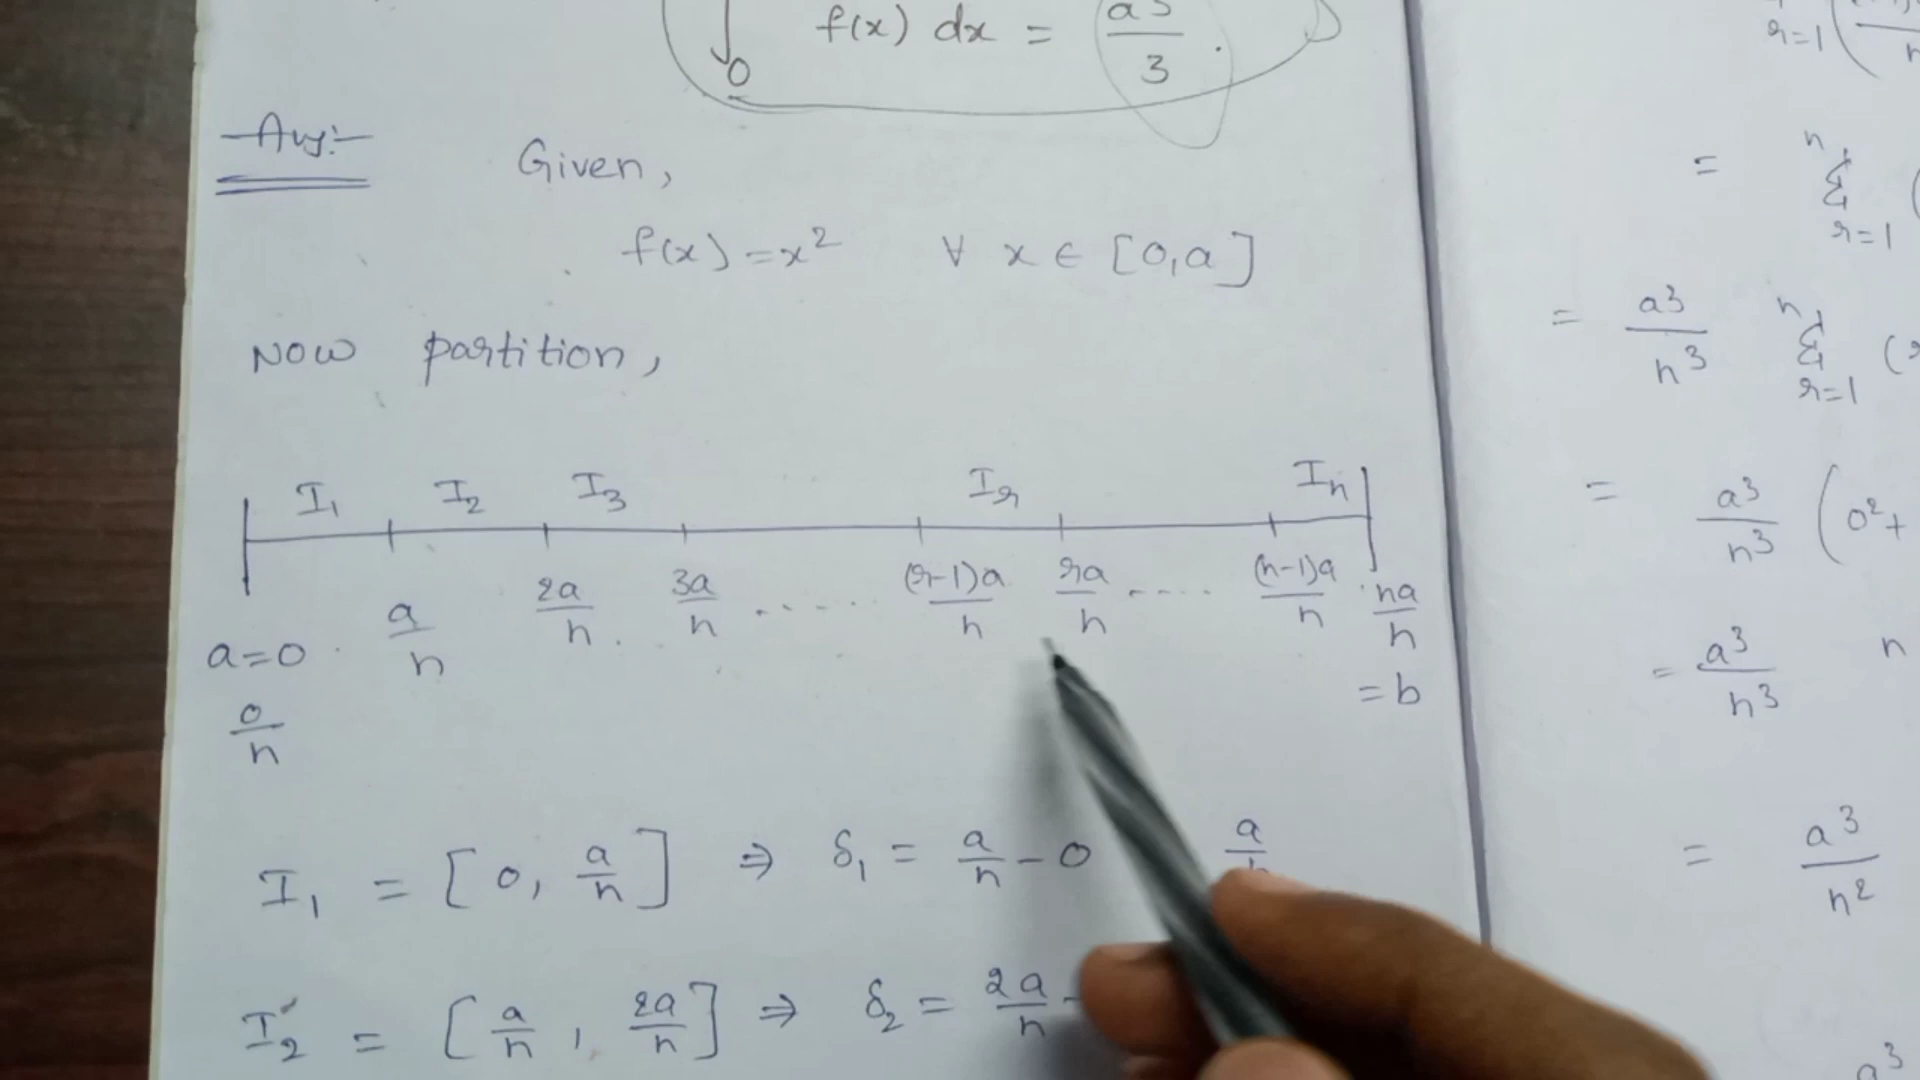 ∫₀ f(x) dx = a³/3 .
Ans:-
Given,
f(x) = x² ∀ x ∈ [0,a]
NOW partition,
I₁ I₂ I₃ Iᵣ Iₙ
a=0 a/n 2a/n 3a/n ..... (r-1)a/n ra/n .... (n-1)a/n na/n
0/n = b
I₁ = [0, a/n] ⇒ δ₁ = a/n - 0 a/n
I₂ = [a/n, 2a/n] ⇒ δ₂ = 2a/n -
r=1
= n Σ r=1 (
= a³/n³ n Σ r=1 (
= a³/n³ (0²+
= a³/n³ n
= a³/n²
a³